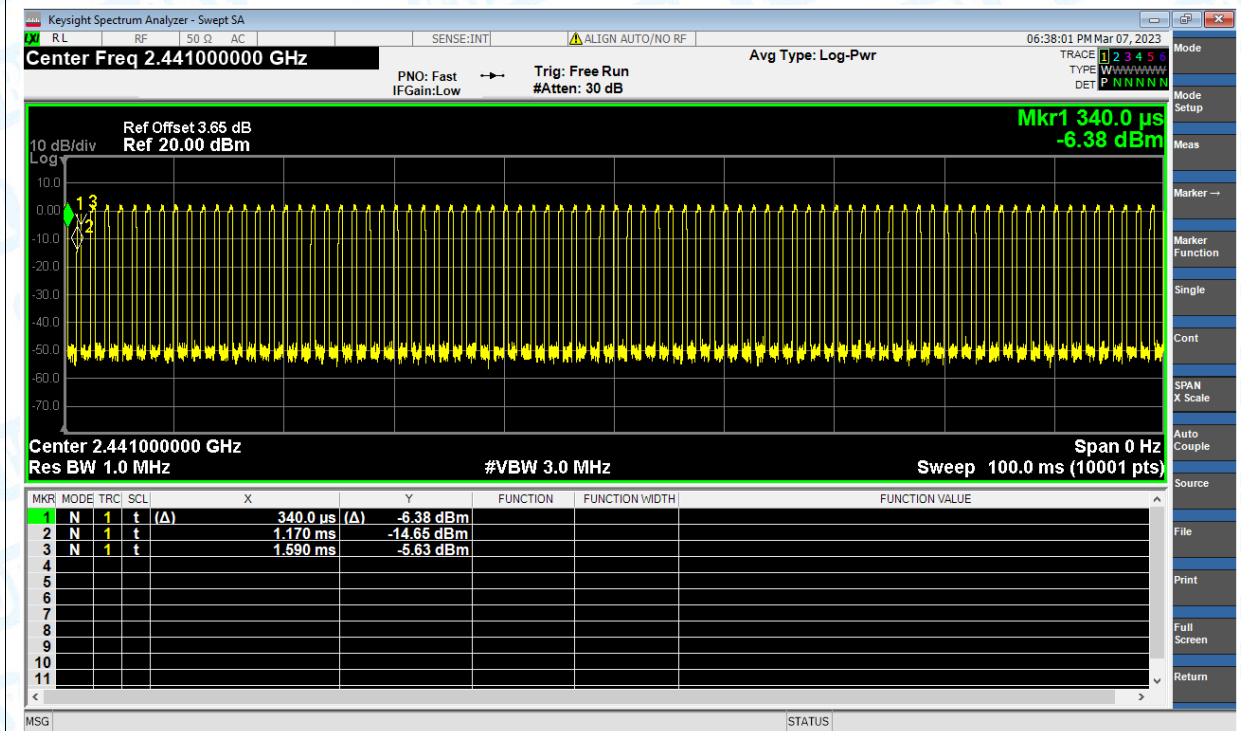 Keysight Spectrum Analyzer - Swept SA
LXI RL RF 50 Ω AC SENSE:INT ALIGN AUTO/NO RF 06:38:01 PM Mar 07, 2023
Center Freq 2.441000000 GHz
Avg Type: Log-Pwr
TRACE 1 2 3 4 5 6
TYPE WWWWWW
DET P N N N N N
PNO: Fast Trig: Free Run
IFGain:Low #Atten: 30 dB
Mkr1 340.0 µs
-6.38 dBm
Ref Offset 3.65 dB
10 dB/div Ref 20.00 dBm
Log
10.0
0.00
-10.0
-20.0
-30.0
-40.0
-50.0
-60.0
-70.0
1 3
2
Center 2.441000000 GHz Span 0 Hz
Res BW 1.0 MHz #VBW 3.0 MHz Sweep 100.0 ms (10001 pts)
MKR MODE TRC SCL X Y FUNCTION FUNCTION WIDTH FUNCTION VALUE
1 N 1 t (Δ) 340.0 µs (Δ) -6.38 dBm
2 N 1 t 1.170 ms -14.65 dBm
3 N 1 t 1.590 ms -5.63 dBm
4
5
6
7
8
9
10
11
MSG STATUS
Mode
Mode
Setup
Meas
Marker →
Marker
Function
Single
Cont
SPAN
X Scale
Auto
Couple
Source
File
Print
Full
Screen
Return